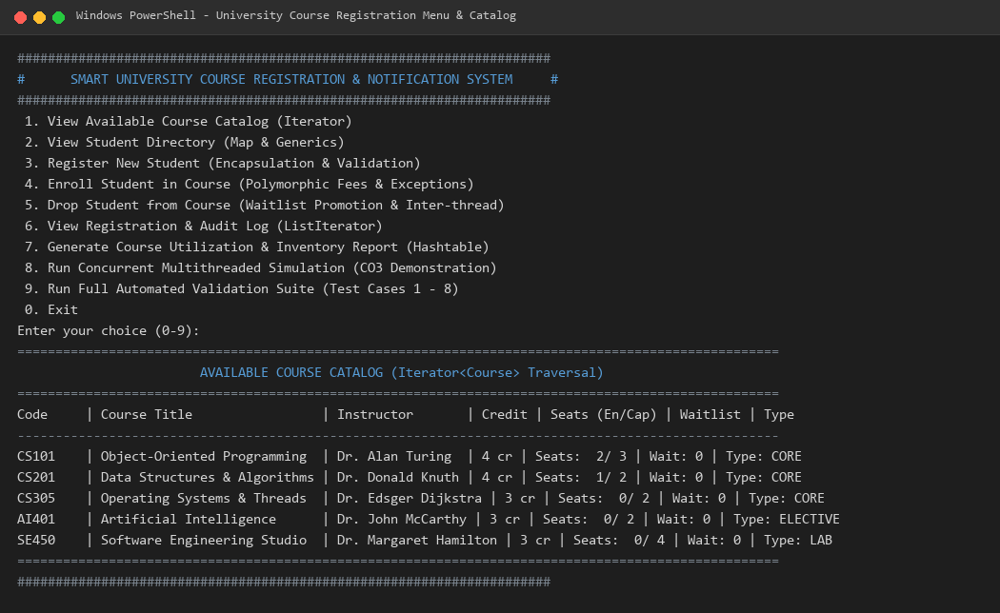 Windows PowerShell - University Course Registration Menu & Catalog
######################################################################
#      SMART UNIVERSITY COURSE REGISTRATION & NOTIFICATION SYSTEM     #
######################################################################
 1. View Available Course Catalog (Iterator)
 2. View Student Directory (Map & Generics)
 3. Register New Student (Encapsulation & Validation)
 4. Enroll Student in Course (Polymorphic Fees & Exceptions)
 5. Drop Student from Course (Waitlist Promotion & Inter-thread)
 6. View Registration & Audit Log (ListIterator)
 7. Generate Course Utilization & Inventory Report (Hashtable)
 8. Run Concurrent Multithreaded Simulation (CO3 Demonstration)
 9. Run Full Automated Validation Suite (Test Cases 1 - 8)
 0. Exit
Enter your choice (0-9):
====================================================================================================
                        AVAILABLE COURSE CATALOG (Iterator<Course> Traversal)
====================================================================================================
Code     | Course Title                 | Instructor       | Credit | Seats (En/Cap) | Waitlist | Type
----------------------------------------------------------------------------------------------------
CS101    | Object-Oriented Programming  | Dr. Alan Turing  | 4 cr | Seats:  2/ 3 | Wait: 0 | Type: CORE
CS201    | Data Structures & Algorithms | Dr. Donald Knuth | 4 cr | Seats:  1/ 2 | Wait: 0 | Type: CORE
CS305    | Operating Systems & Threads  | Dr. Edsger Dijkstra | 3 cr | Seats:  0/ 2 | Wait: 0 | Type: CORE
AI401    | Artificial Intelligence      | Dr. John McCarthy | 3 cr | Seats:  0/ 2 | Wait: 0 | Type: ELECTIVE
SE450    | Software Engineering Studio  | Dr. Margaret Hamilton | 3 cr | Seats:  0/ 4 | Wait: 0 | Type: LAB
====================================================================================================
######################################################################